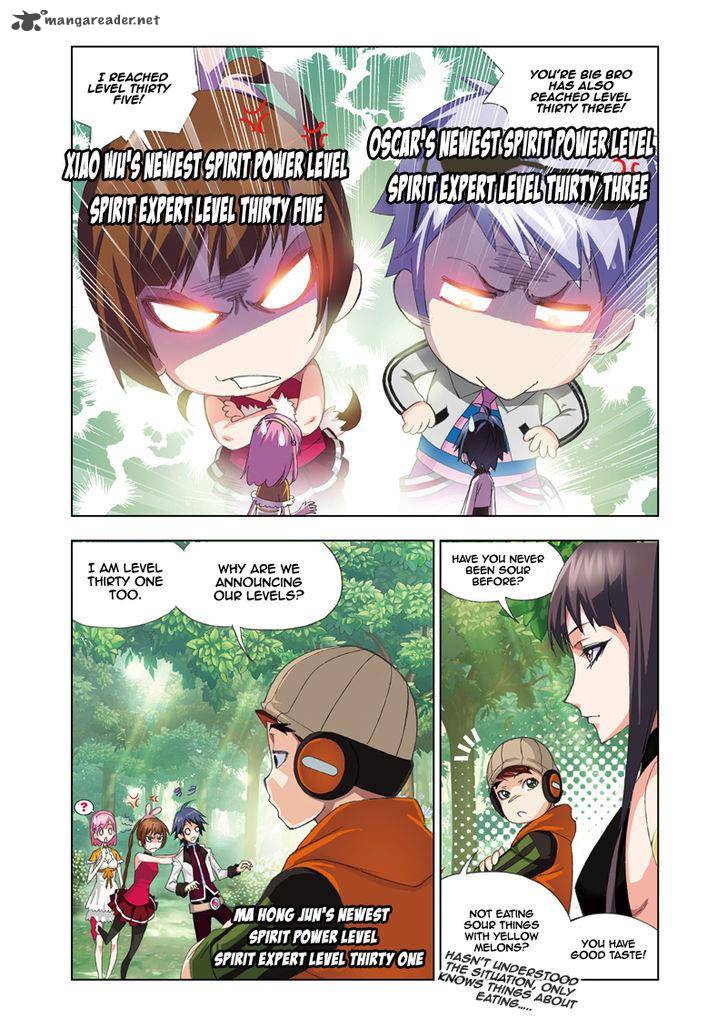 mangareader.net
I REACHED
LEVEL THIRTY
FIVE!
YOU'RE BIG BRO
HAS ALSO
REACHED LEVEL
THIRTY THREE!
XIAO WU'S NEWEST SPIRIT POWER LEVEL
SPIRIT EXPERT LEVEL THIRTY FIVE
OSCAR'S NEWEST SPIRIT POWER LEVEL
SPIRIT EXPERT LEVEL THIRTY THREE
I AM LEVEL
THIRTY ONE
TOO.
WHY ARE WE
ANNOUNCING
OUR LEVELS?
?
MA HONG JUN'S NEWEST
SPIRIT POWER LEVEL
SPIRIT EXPERT LEVEL THIRTY ONE
HAVE YOU NEVER
BEEN SOUR
BEFORE?
NOT EATING
SOUR THINGS
WITH YELLOW
MELONS?
YOU HAVE
GOOD TASTE!
HASN'T UNDERSTOOD
THE SITUATION, ONLY
KNOWS THINGS ABOUT
EATING.....